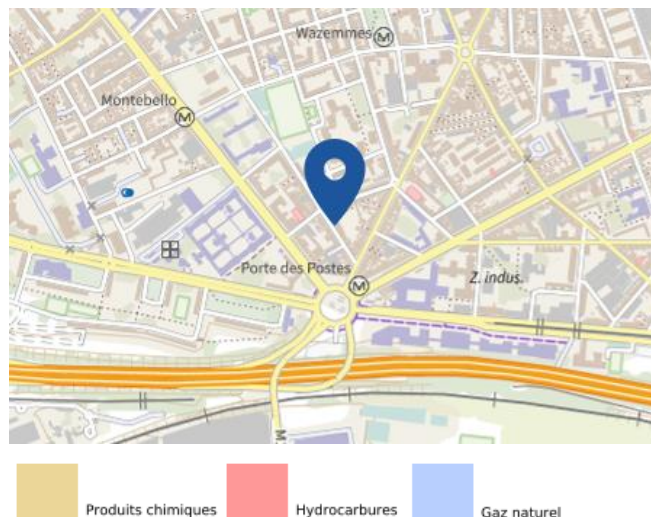 Wazemmes
M
Montebello
M
Porte des Postes
M
Z. indus.
M
Produits chimiques
Hydrocarbures
Gaz naturel